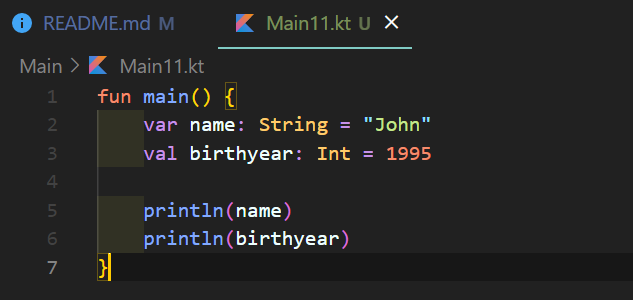 README.md M Main11.kt U ×
Main > Main11.kt
1 fun main() {
2     var name: String = "John"
3     val birthyear: Int = 1995
4
5     println(name)
6     println(birthyear)
7 }